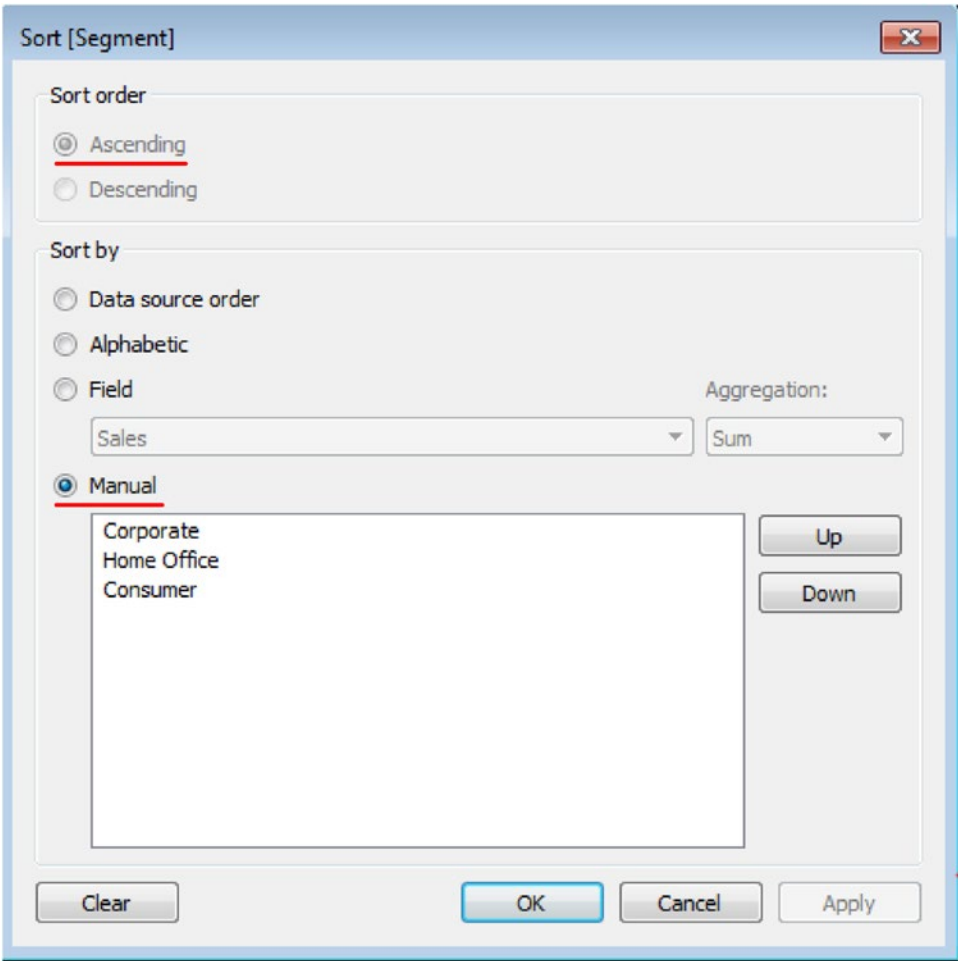 Sort [Segment]
Sort order
Ascending
Descending
Sort by
Data source order
Alphabetic
Field
Aggregation:
Sales
Sum
Manual
Corporate
Home Office
Consumer
Up
Down
Clear
OK
Cancel
Apply